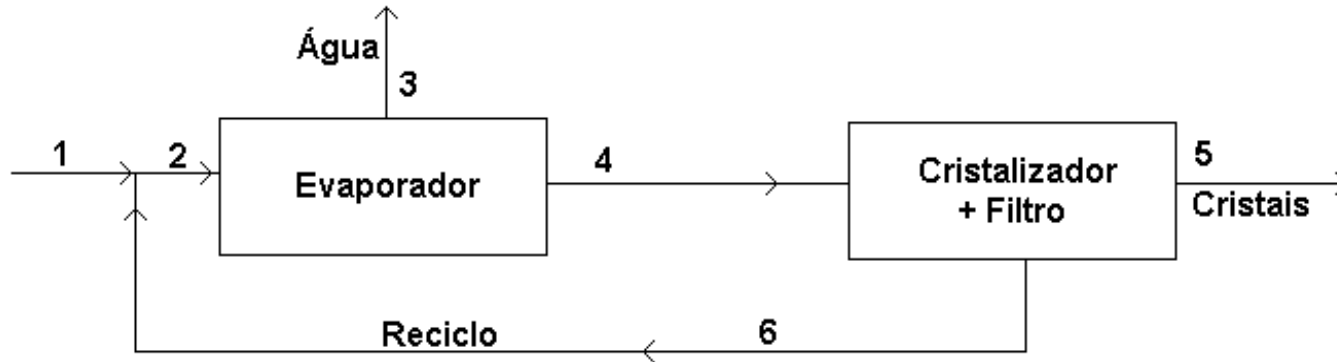 Água
3
1
2
Evaporador
4
Cristalizador
+ Filtro
5
Cristais
Reciclo
6